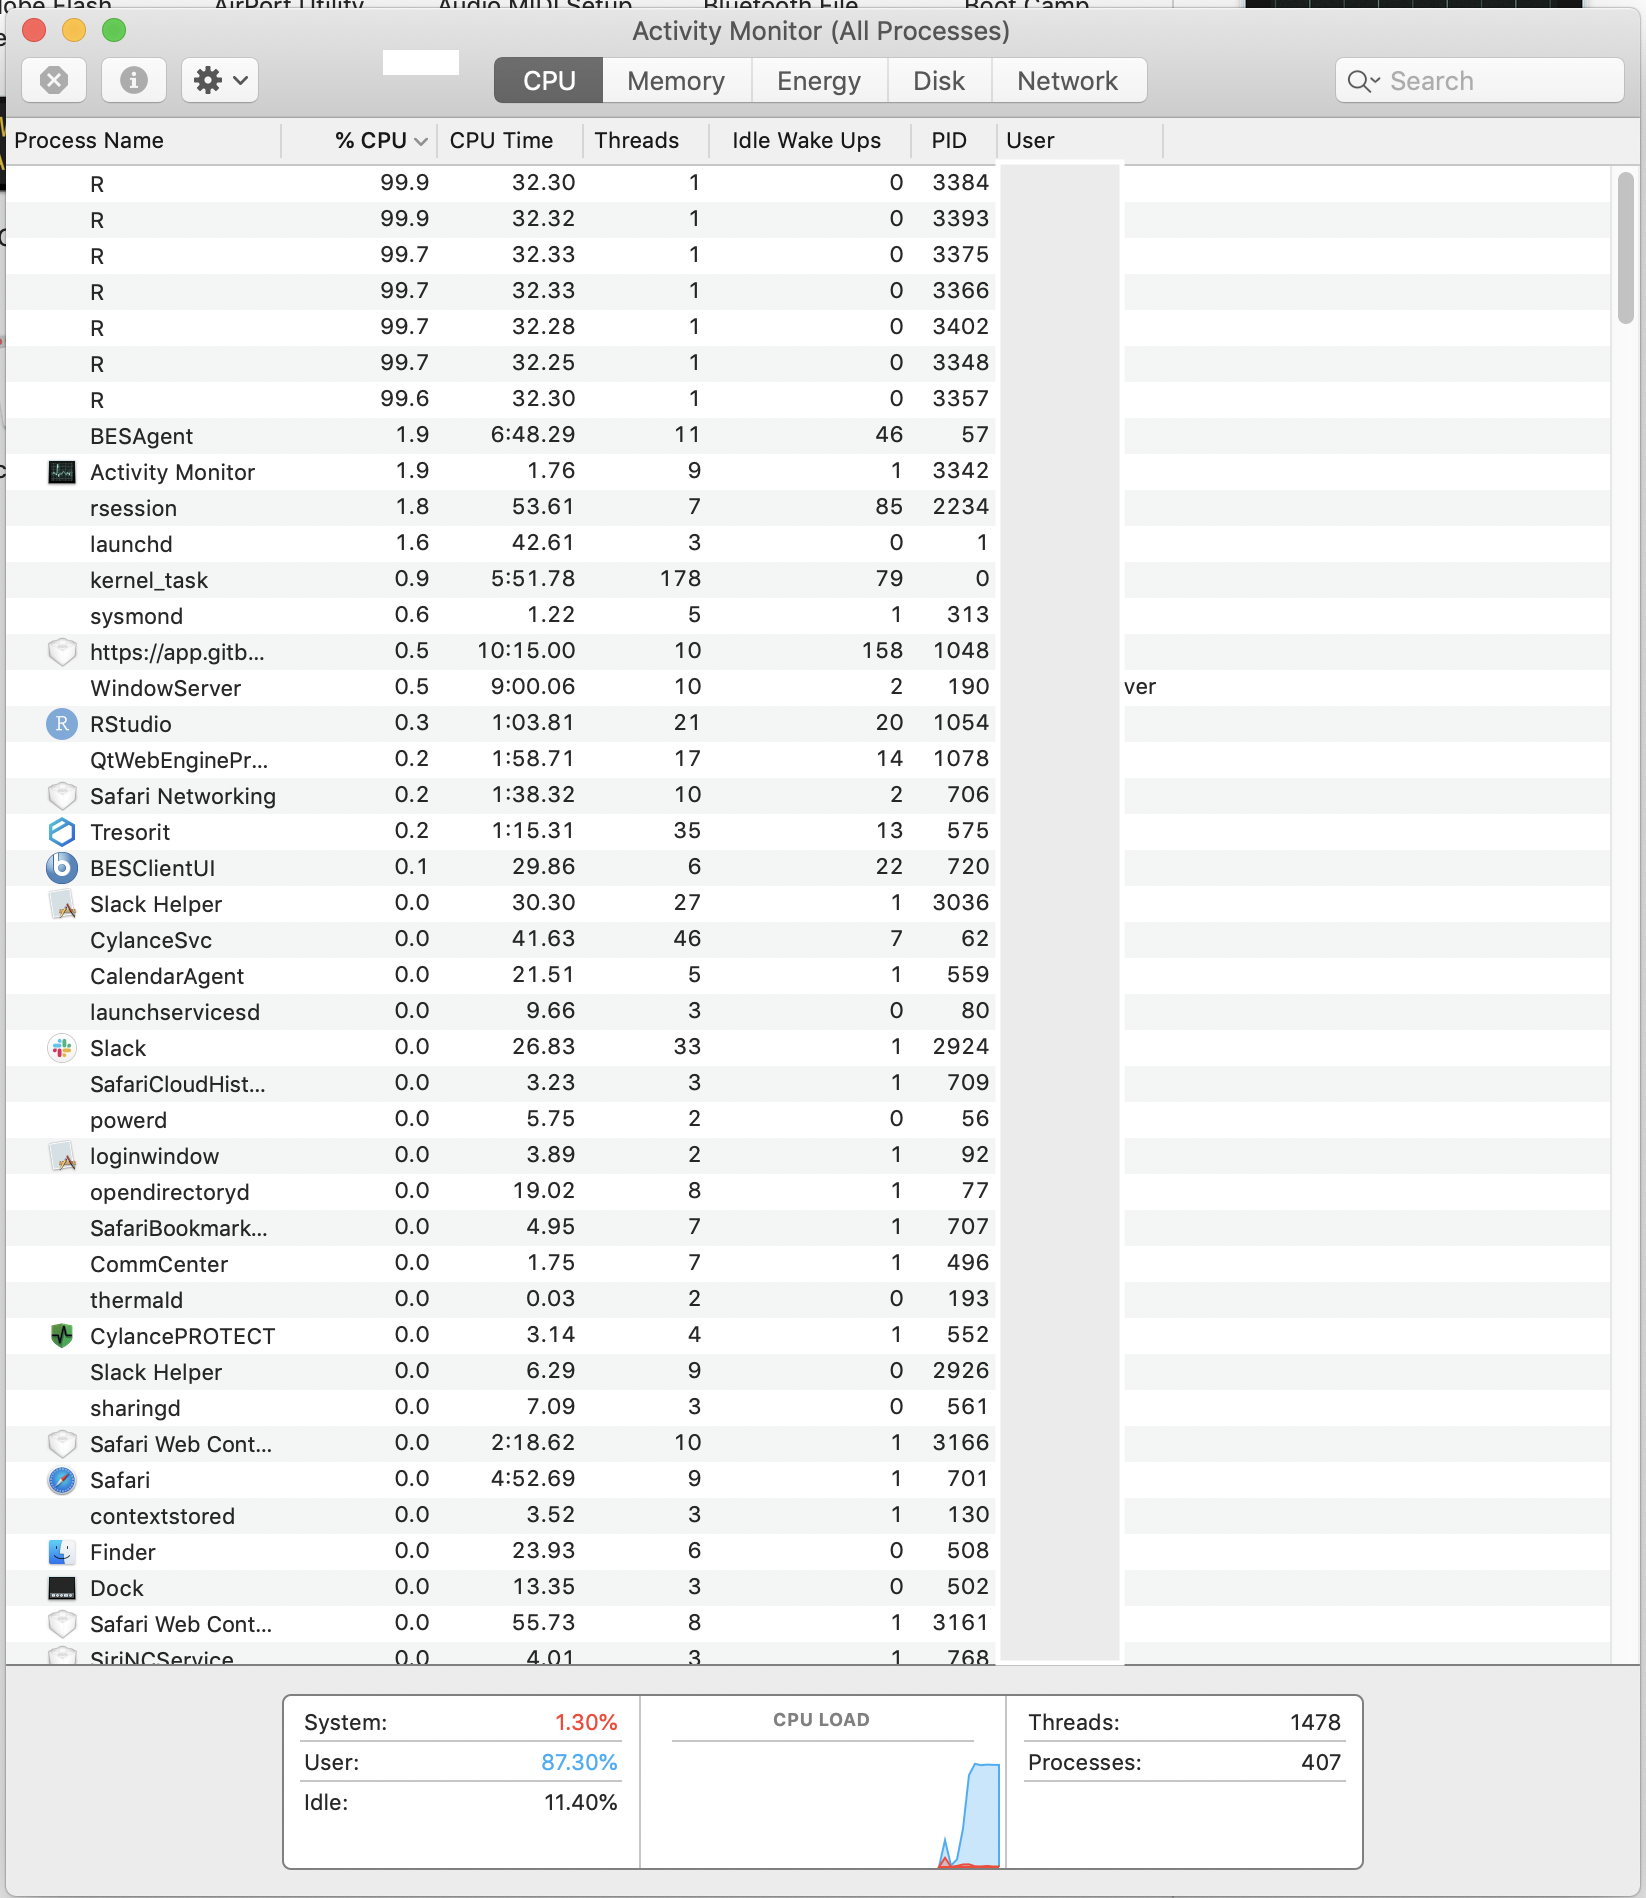 AirPort Utility Audio MIDI Setup Bluetooth File Boot Camp
Activity Monitor (All Processes)
CPU Memory Energy Disk Network Search
Process Name % CPU CPU Time Threads Idle Wake Ups PID User
R 99.9 32.30 1 0 3384
R 99.9 32.32 1 0 3393
R 99.7 32.33 1 0 3375
R 99.7 32.33 1 0 3366
R 99.7 32.28 1 0 3402
R 99.7 32.25 1 0 3348
R 99.6 32.30 1 0 3357
BESAgent 1.9 6:48.29 11 46 57
Activity Monitor 1.9 1.76 9 1 3342
rsession 1.8 53.61 7 85 2234
launchd 1.6 42.61 3 0 1
kernel_task 0.9 5:51.78 178 79 0
sysmond 0.6 1.22 5 1 313
https://app.gitb... 0.5 10:15.00 10 158 1048
WindowServer 0.5 9:00.06 10 2 190 ver
R RStudio 0.3 1:03.81 21 20 1054
QtWebEnginePr... 0.2 1:58.71 17 14 1078
Safari Networking 0.2 1:38.32 10 2 706
Tresorit 0.2 1:15.31 35 13 575
b BESClientUI 0.1 29.86 6 22 720
Slack Helper 0.0 30.30 27 1 3036
CylanceSvc 0.0 41.63 46 7 62
CalendarAgent 0.0 21.51 5 1 559
launchservicesd 0.0 9.66 3 0 80
Slack 0.0 26.83 33 1 2924
SafariCloudHist... 0.0 3.23 3 1 709
powerd 0.0 5.75 2 0 56
loginwindow 0.0 3.89 2 1 92
opendirectoryd 0.0 19.02 8 1 77
SafariBookmark... 0.0 4.95 7 1 707
CommCenter 0.0 1.75 7 1 496
thermald 0.0 0.03 2 0 193
CylancePROTECT 0.0 3.14 4 1 552
Slack Helper 0.0 6.29 9 0 2926
sharingd 0.0 7.09 3 0 561
Safari Web Cont... 0.0 2:18.62 10 1 3166
Safari 0.0 4:52.69 9 1 701
contextstored 0.0 3.52 3 1 130
Finder 0.0 23.93 6 0 508
Dock 0.0 13.35 3 0 502
Safari Web Cont... 0.0 55.73 8 1 3161
SiriNCService 0.0 4.01 3 1 768
System: 1.30% CPU LOAD Threads: 1478
User: 87.30% Processes: 407
Idle: 11.40%